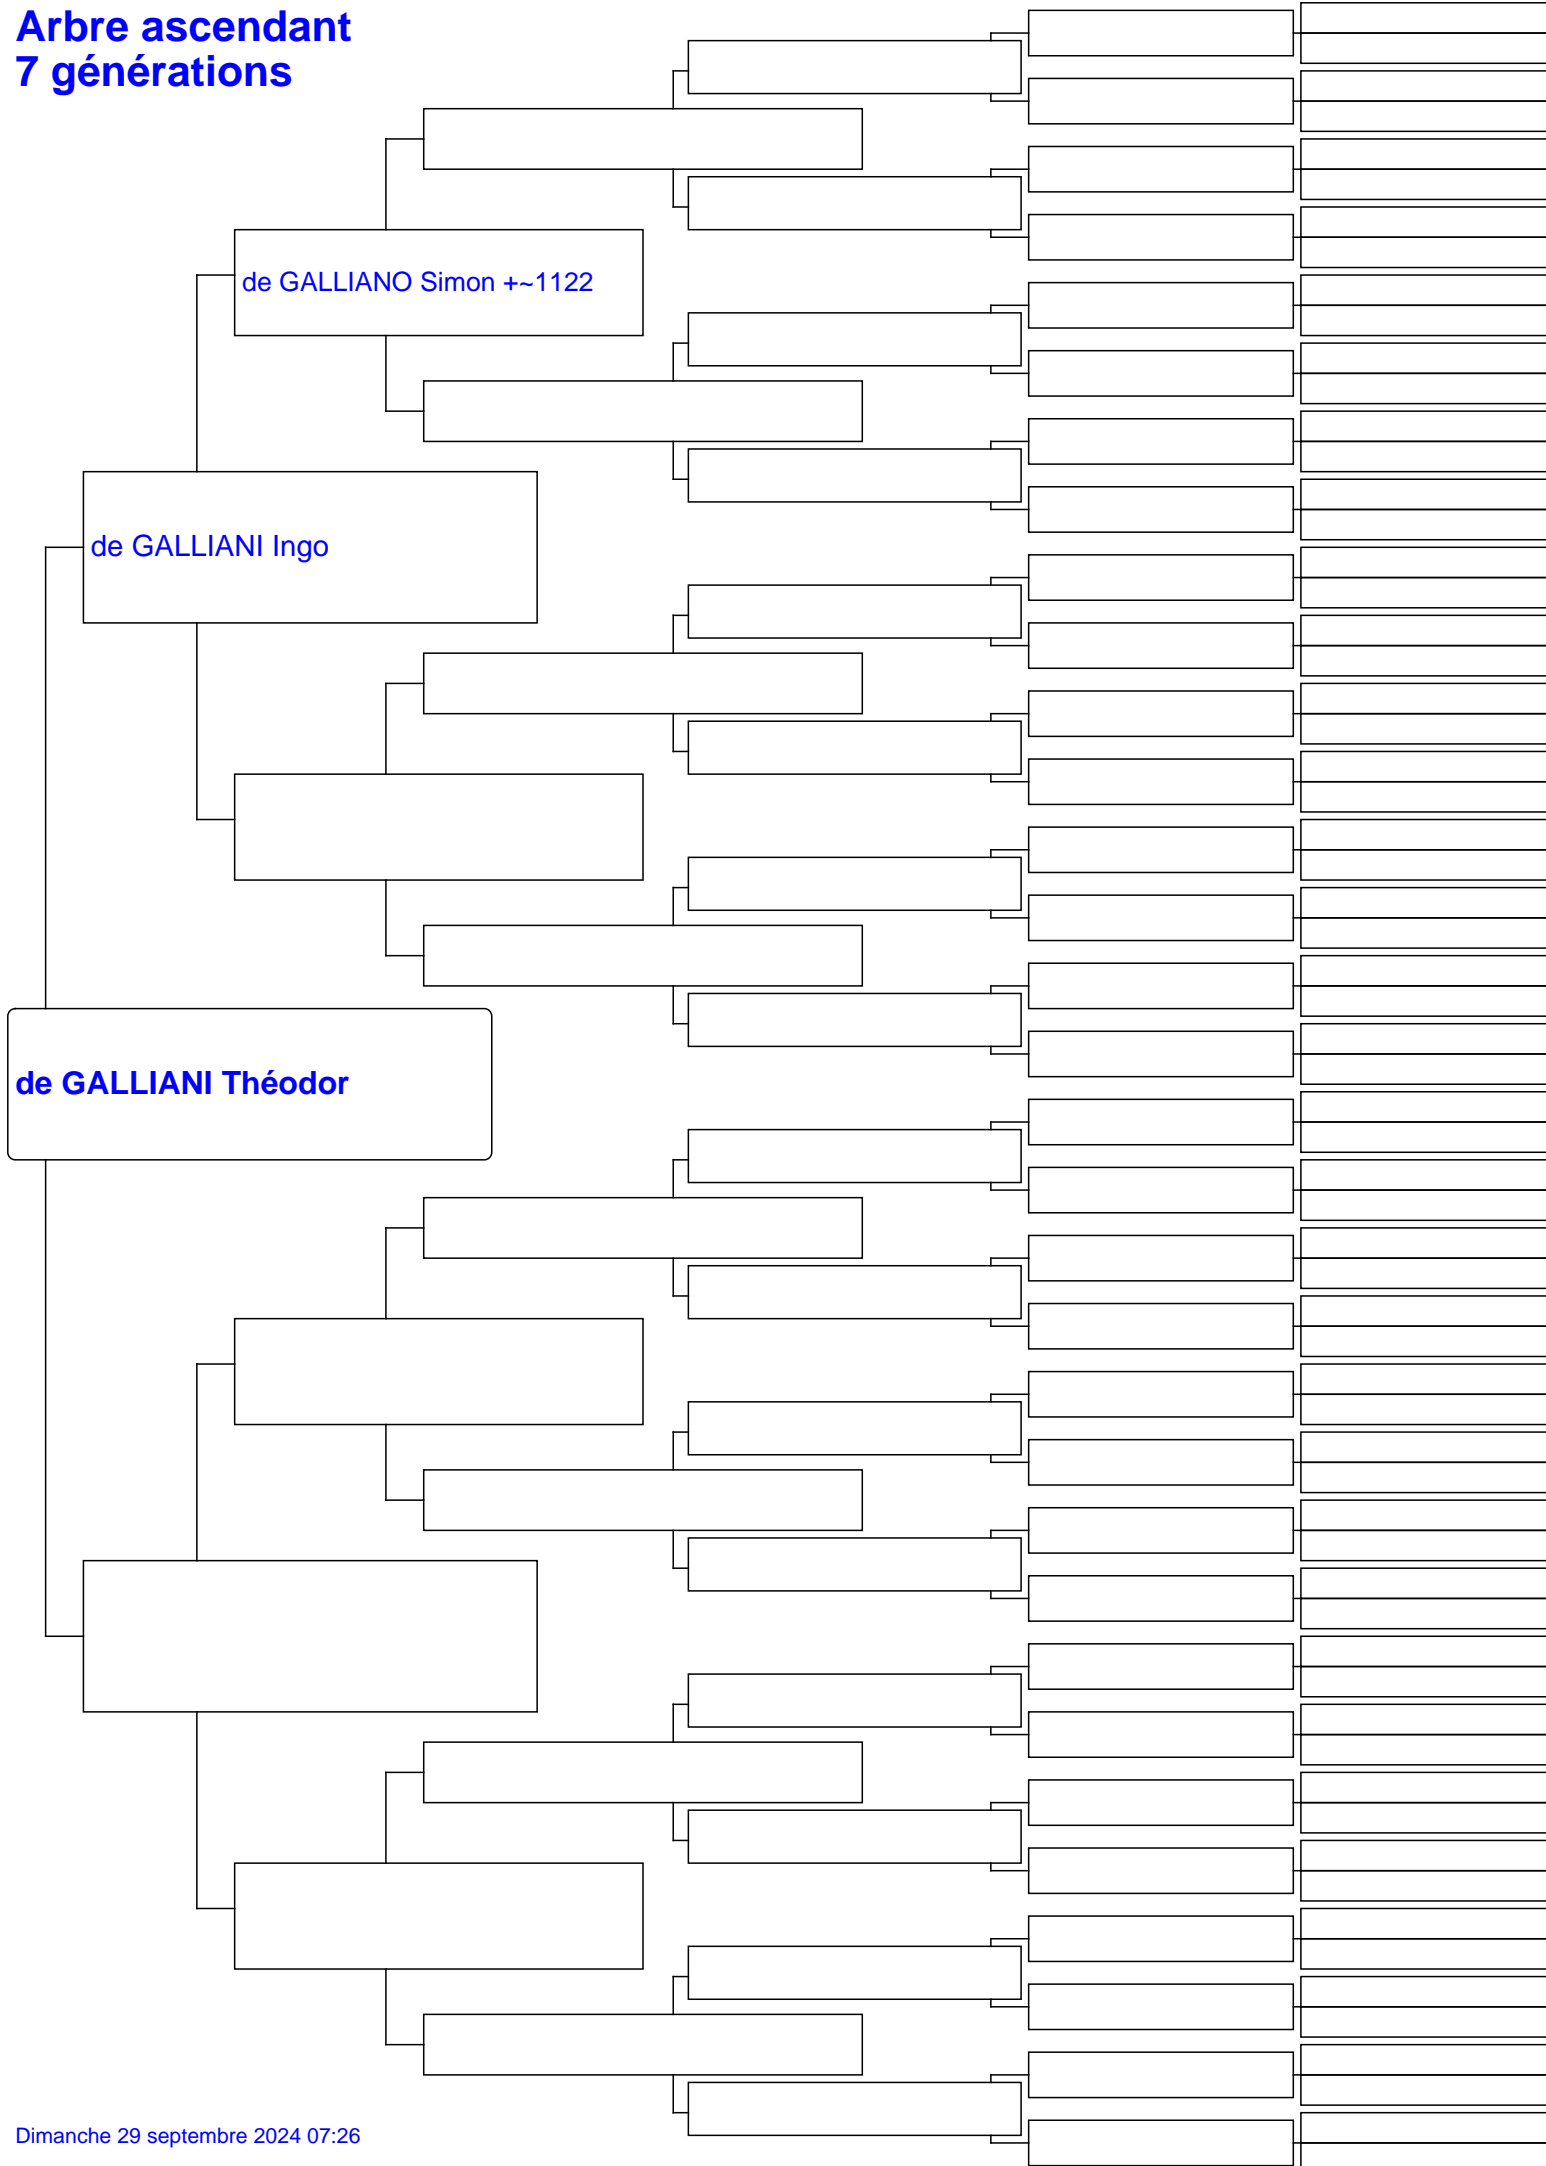 Arbre ascendant
7 générations
de GALLIANO Simon +~1122
de GALLIANI Ingo
de GALLIANI Théodor
Dimanche 29 septembre 2024 07:26